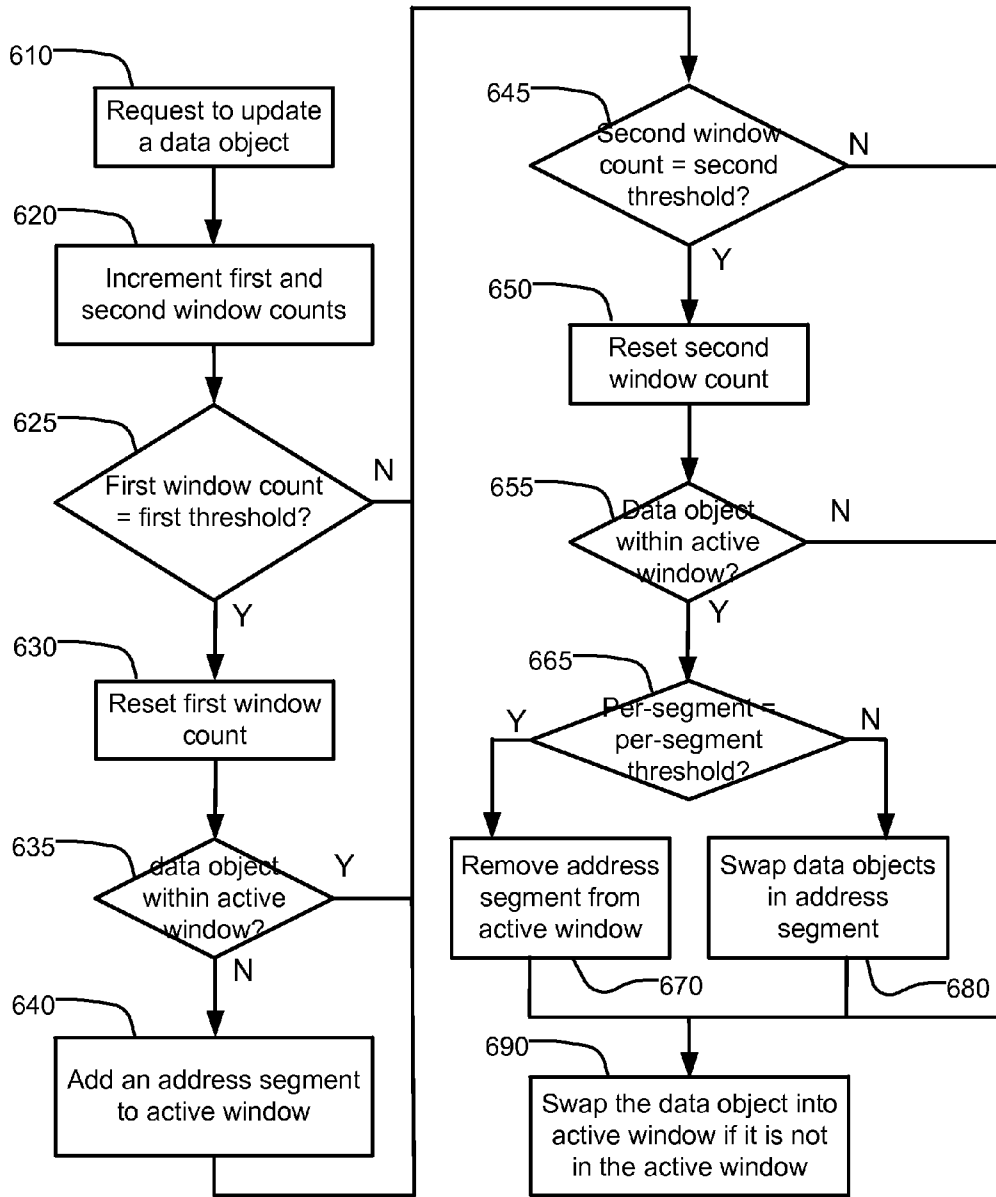 610
Request to update
a data object
620
Increment first and
second window counts
625
First window count
= first threshold?
N
Y
630
Reset first window
count
635
data object
within active
window?
Y
N
640
Add an address segment
to active window
645
Second window
count = second
threshold?
N
Y
650
Reset second
window count
655
Data object
within active
window?
N
Y
665
Per-segment =
per-segment
threshold?
Y
N
Remove address
segment from
active window
670
Swap data objects
in address
segment
680
690
Swap the data object into
active window if it is not
in the active window